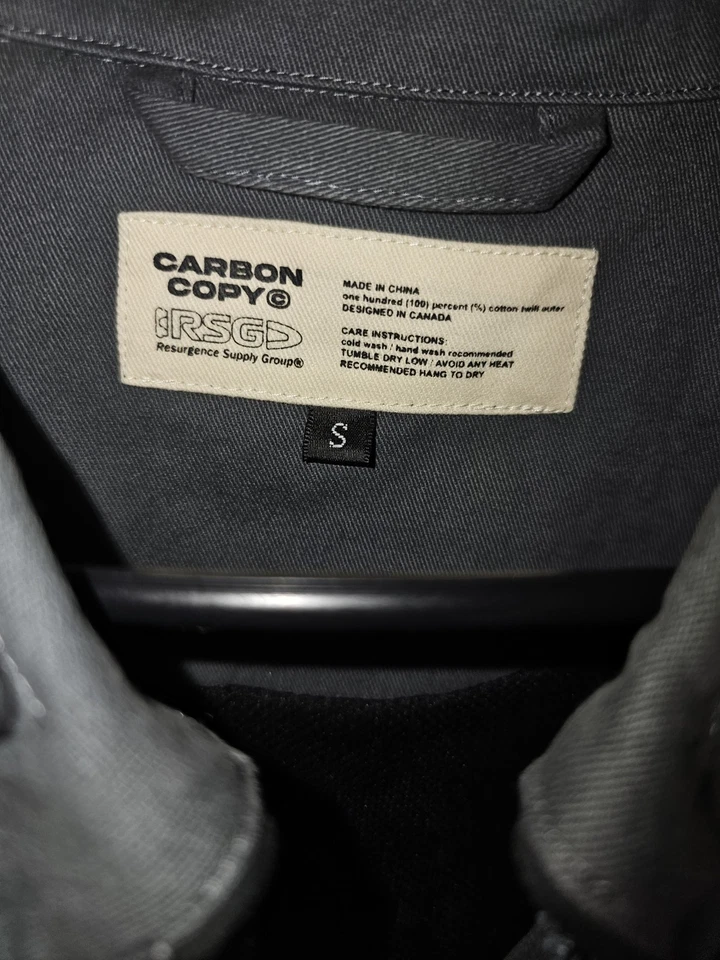 CARBON
COPY©
RSG
Resurgence Supply Group®
MADE IN CHINA
one hundred (100) percent (%) cotton twill outer
DESIGNED IN CANADA
CARE INSTRUCTIONS:
cold wash / hand wash recommended
TUMBLE DRY LOW / AVOID ANY HEAT
RECOMMENDED HANG TO DRY
S